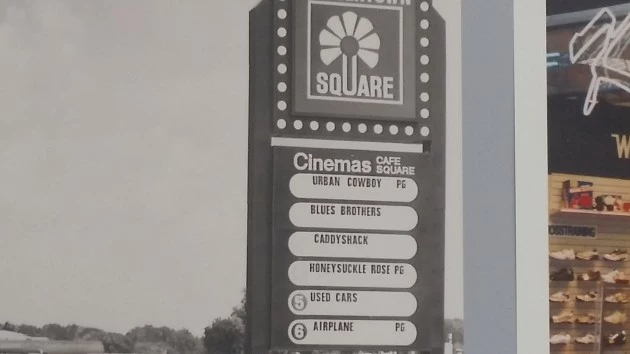 SQUARE
Cinemas CAFE SQUARE
URBAN COWBOY PG
BLUES BROTHERS
CADDYSHACK
HONEYSUCKLE ROSE PG
5 USED CARS
6 AIRPLANE PG
W